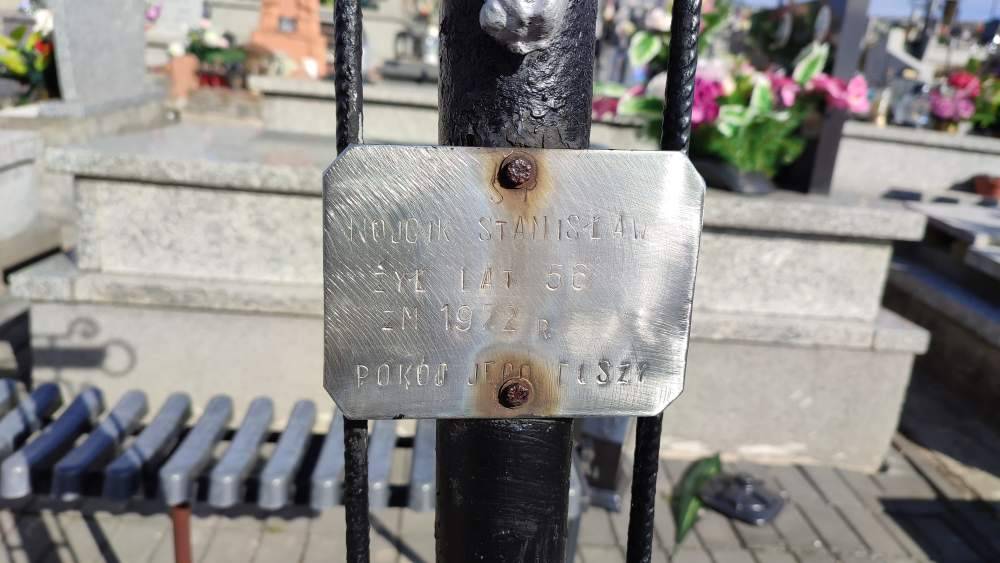 Ś P
WOJCIK STANISŁAW
ŻYŁ LAT 56
ZM 1972 R
POKÓJ JEGO DUSZY